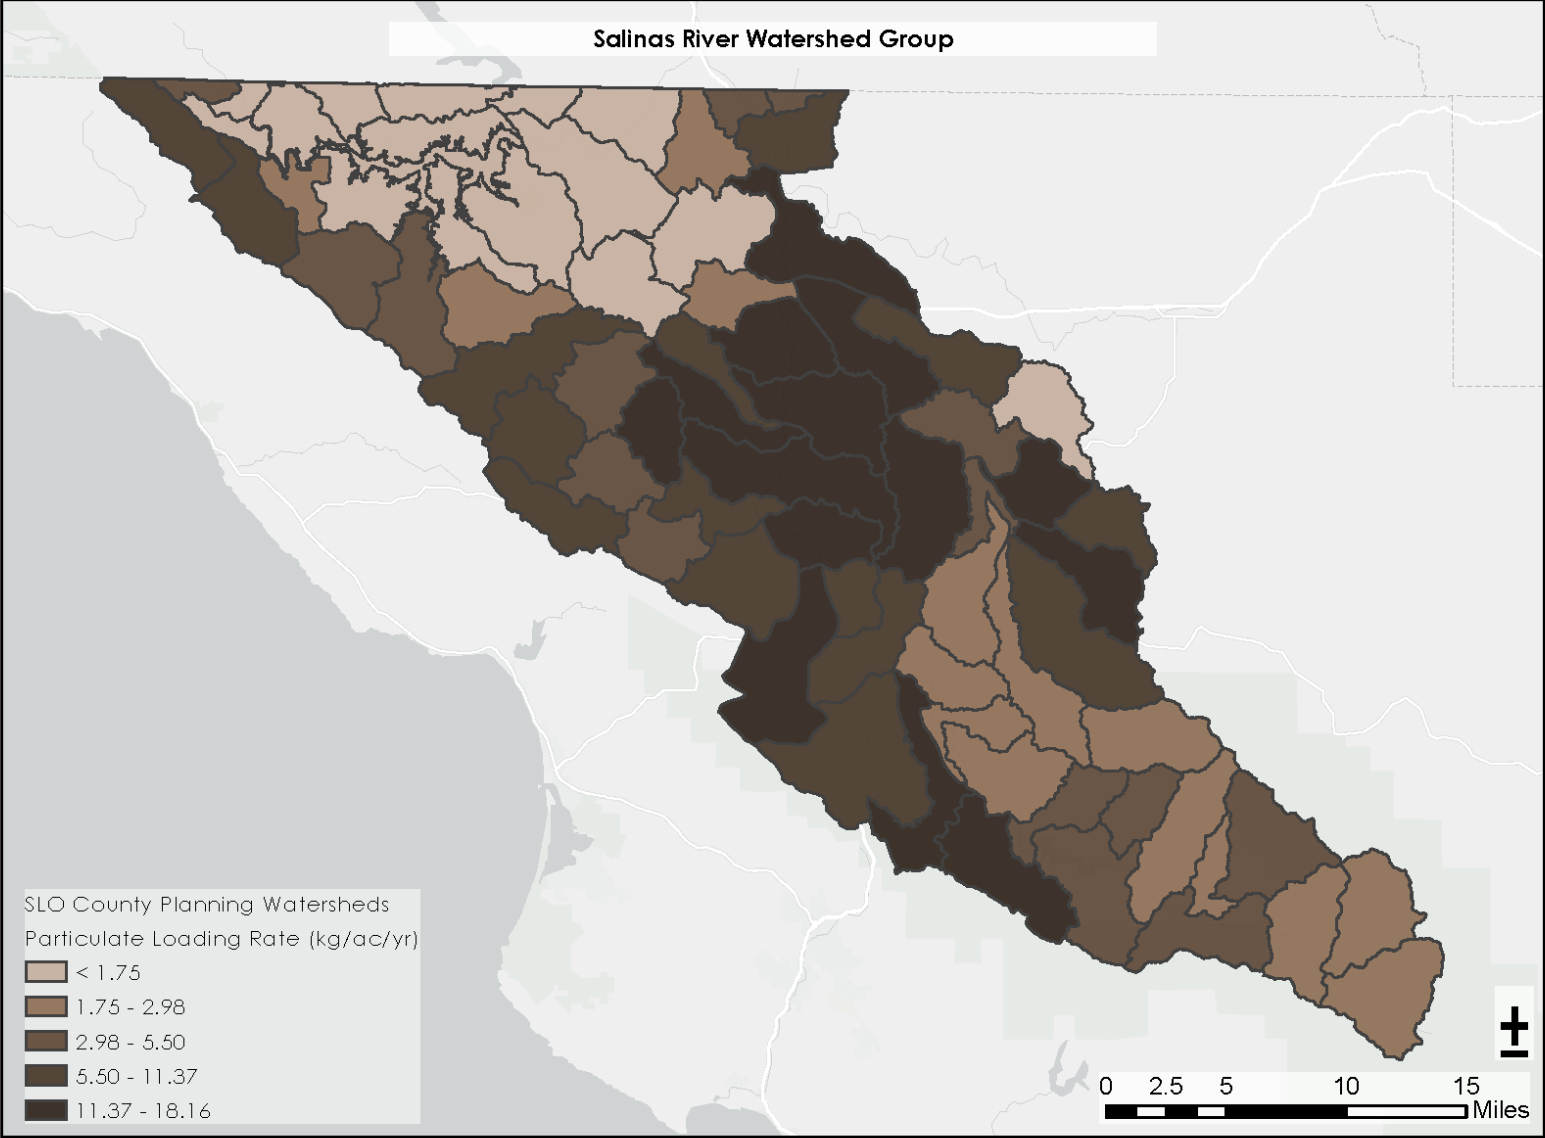 Salinas River Watershed Group
SLO County Planning Watersheds
Particulate Loading Rate (kg/ac/yr)
< 1.75
1.75 - 2.98
2.98 - 5.50
5.50 - 11.37
11.37 - 18.16
0 2.5 5 10 15
Miles